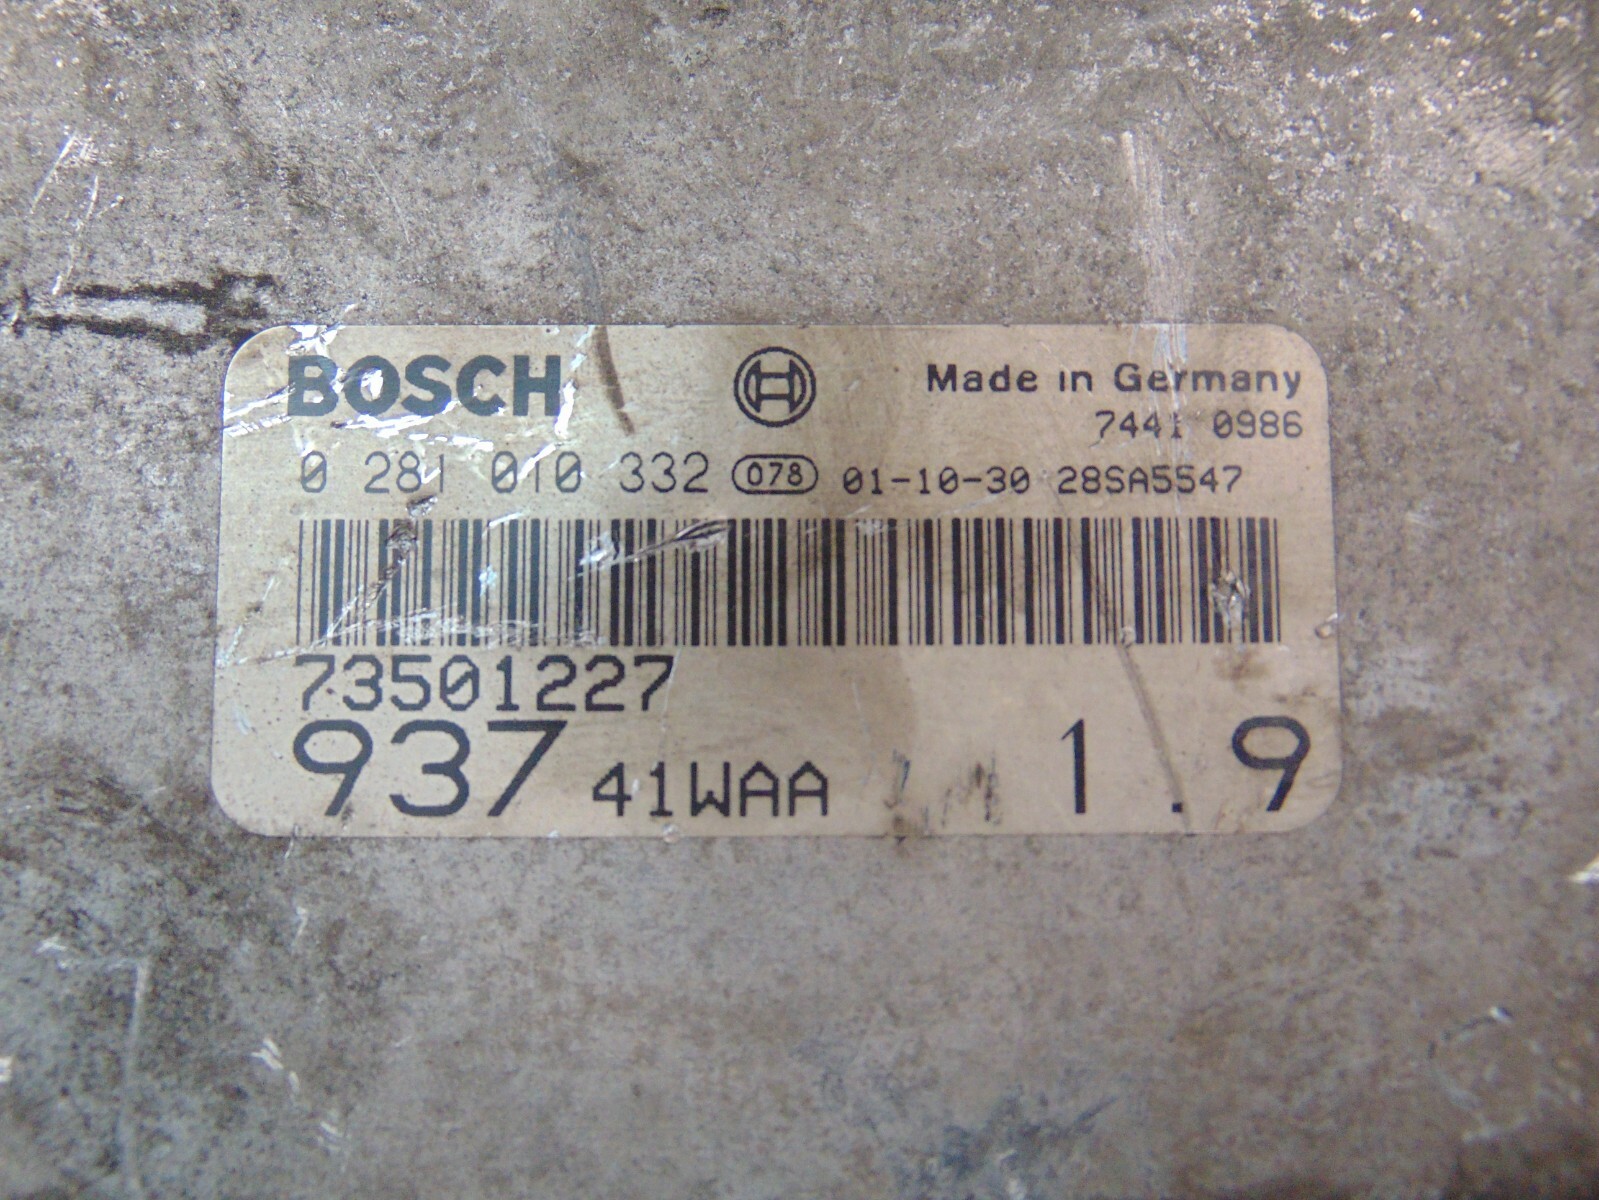 BOSCH Made in Germany
7441 0986
0 281 010 332 078 01-10-30 28SA5547
73501227
937 41WAA 1.9